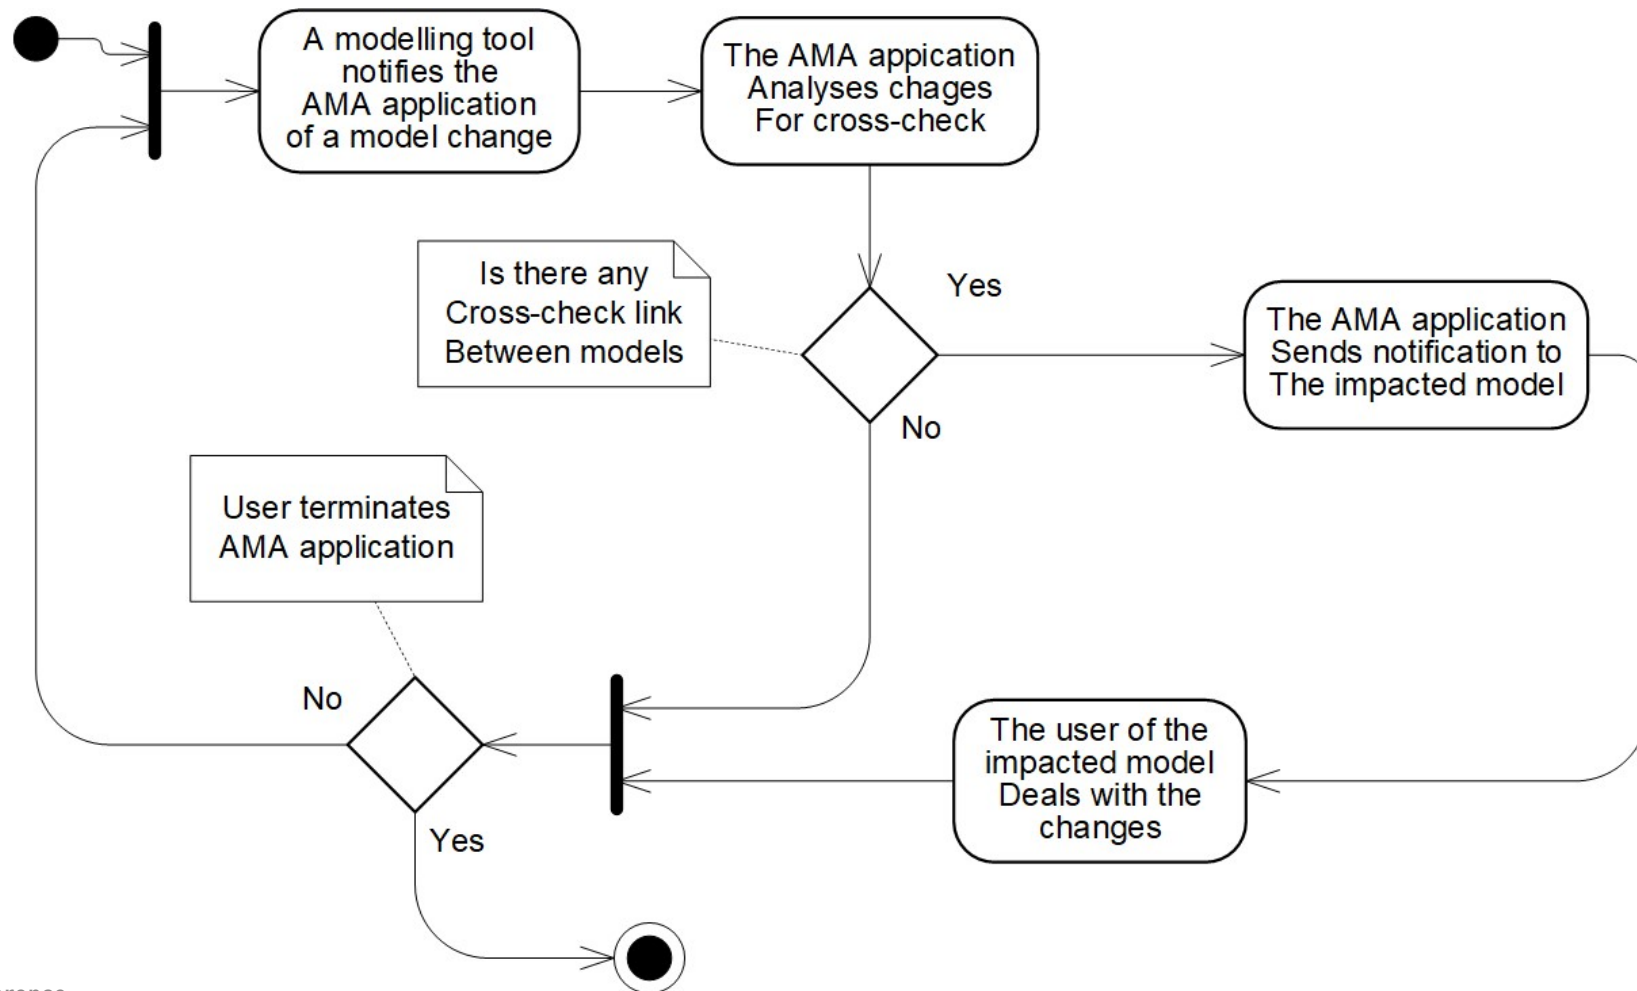 A modelling tool
notifies the
AMA application
of a model change
The AMA appication
Analyses chages
For cross-check
Is there any
Cross-check link
Between models
Yes
The AMA application
Sends notification to
The impacted model
No
User terminates
AMA application
No
The user of the
impacted model
Deals with the
changes
Yes